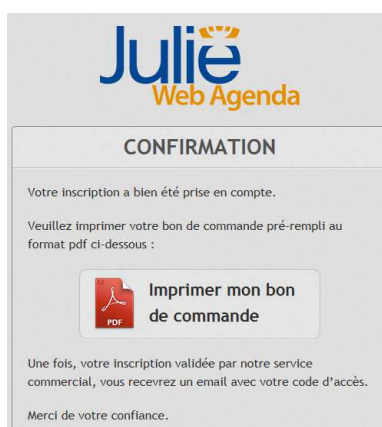 Julie
Web Agenda
CONFIRMATION
Votre inscription a bien été prise en compte.
Veuillez imprimer votre bon de commande pré-rempli au
format pdf ci-dessous :
PDF
Imprimer mon bon
de commande
Une fois, votre inscription validée par notre service
commercial, vous recevrez un email avec votre code d'accès.
Merci de votre confiance.